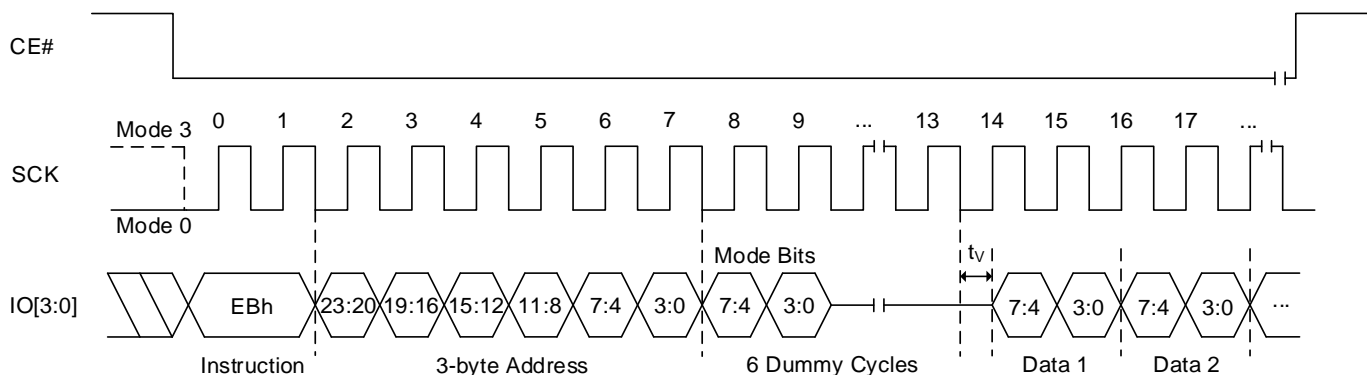 CE#
Mode 3 0 1 2 3 4 5 6 7 8 9 ... 13 14 15 16 17 ...
SCK
Mode 0
Mode Bits tV
IO[3:0] EBh 23:20 19:16 15:12 11:8 7:4 3:0 7:4 3:0 7:4 3:0 7:4 3:0 ...
Instruction 3-byte Address 6 Dummy Cycles Data 1 Data 2